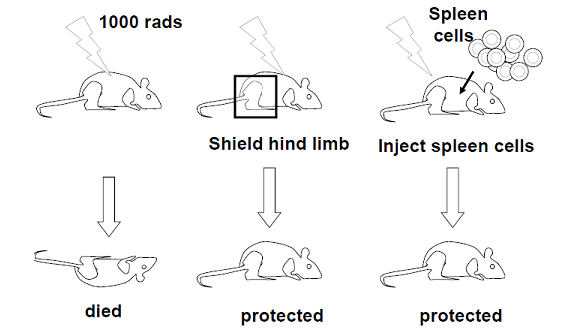 1000 rads
Spleen
cells
Shield hind limb
Inject spleen cells
died
protected
protected